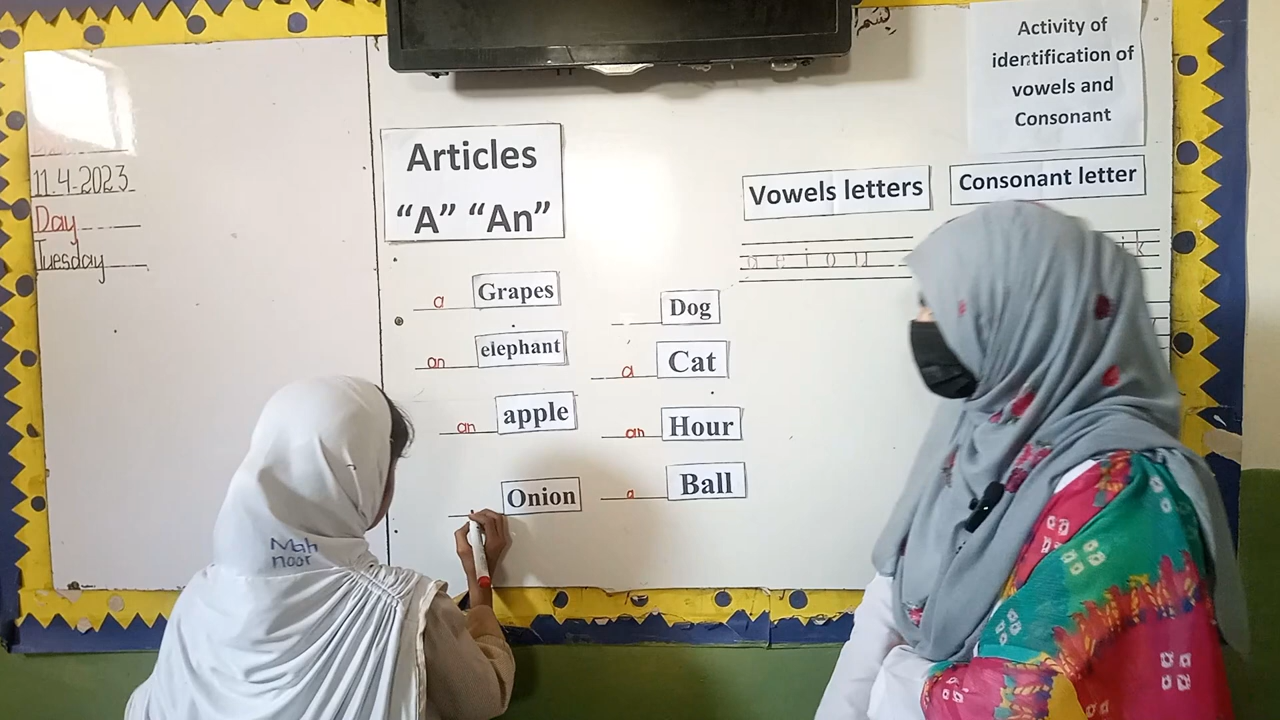 11.4-2023
Day
Tuesday
Articles
"A" "An"
a Grapes
an elephant
an apple
Onion
Dog
a Cat
an Hour
a Ball
Vowels letters
a e i o u
Activity of
identification of
vowels and
Consonant
Consonant letter
k
Mah
noor